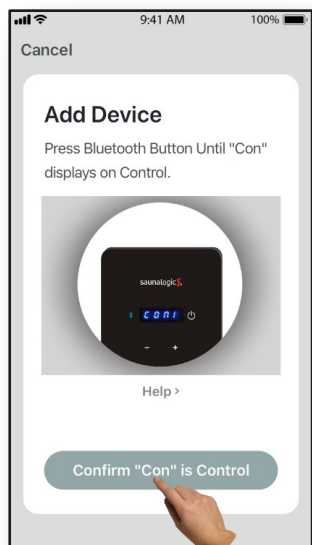 9:41 AM 100%
Cancel
Add Device
Press Bluetooth Button Until "Con"
displays on Control.
saunalogic
CON1
- +
Help >
Confirm "Con" is Control